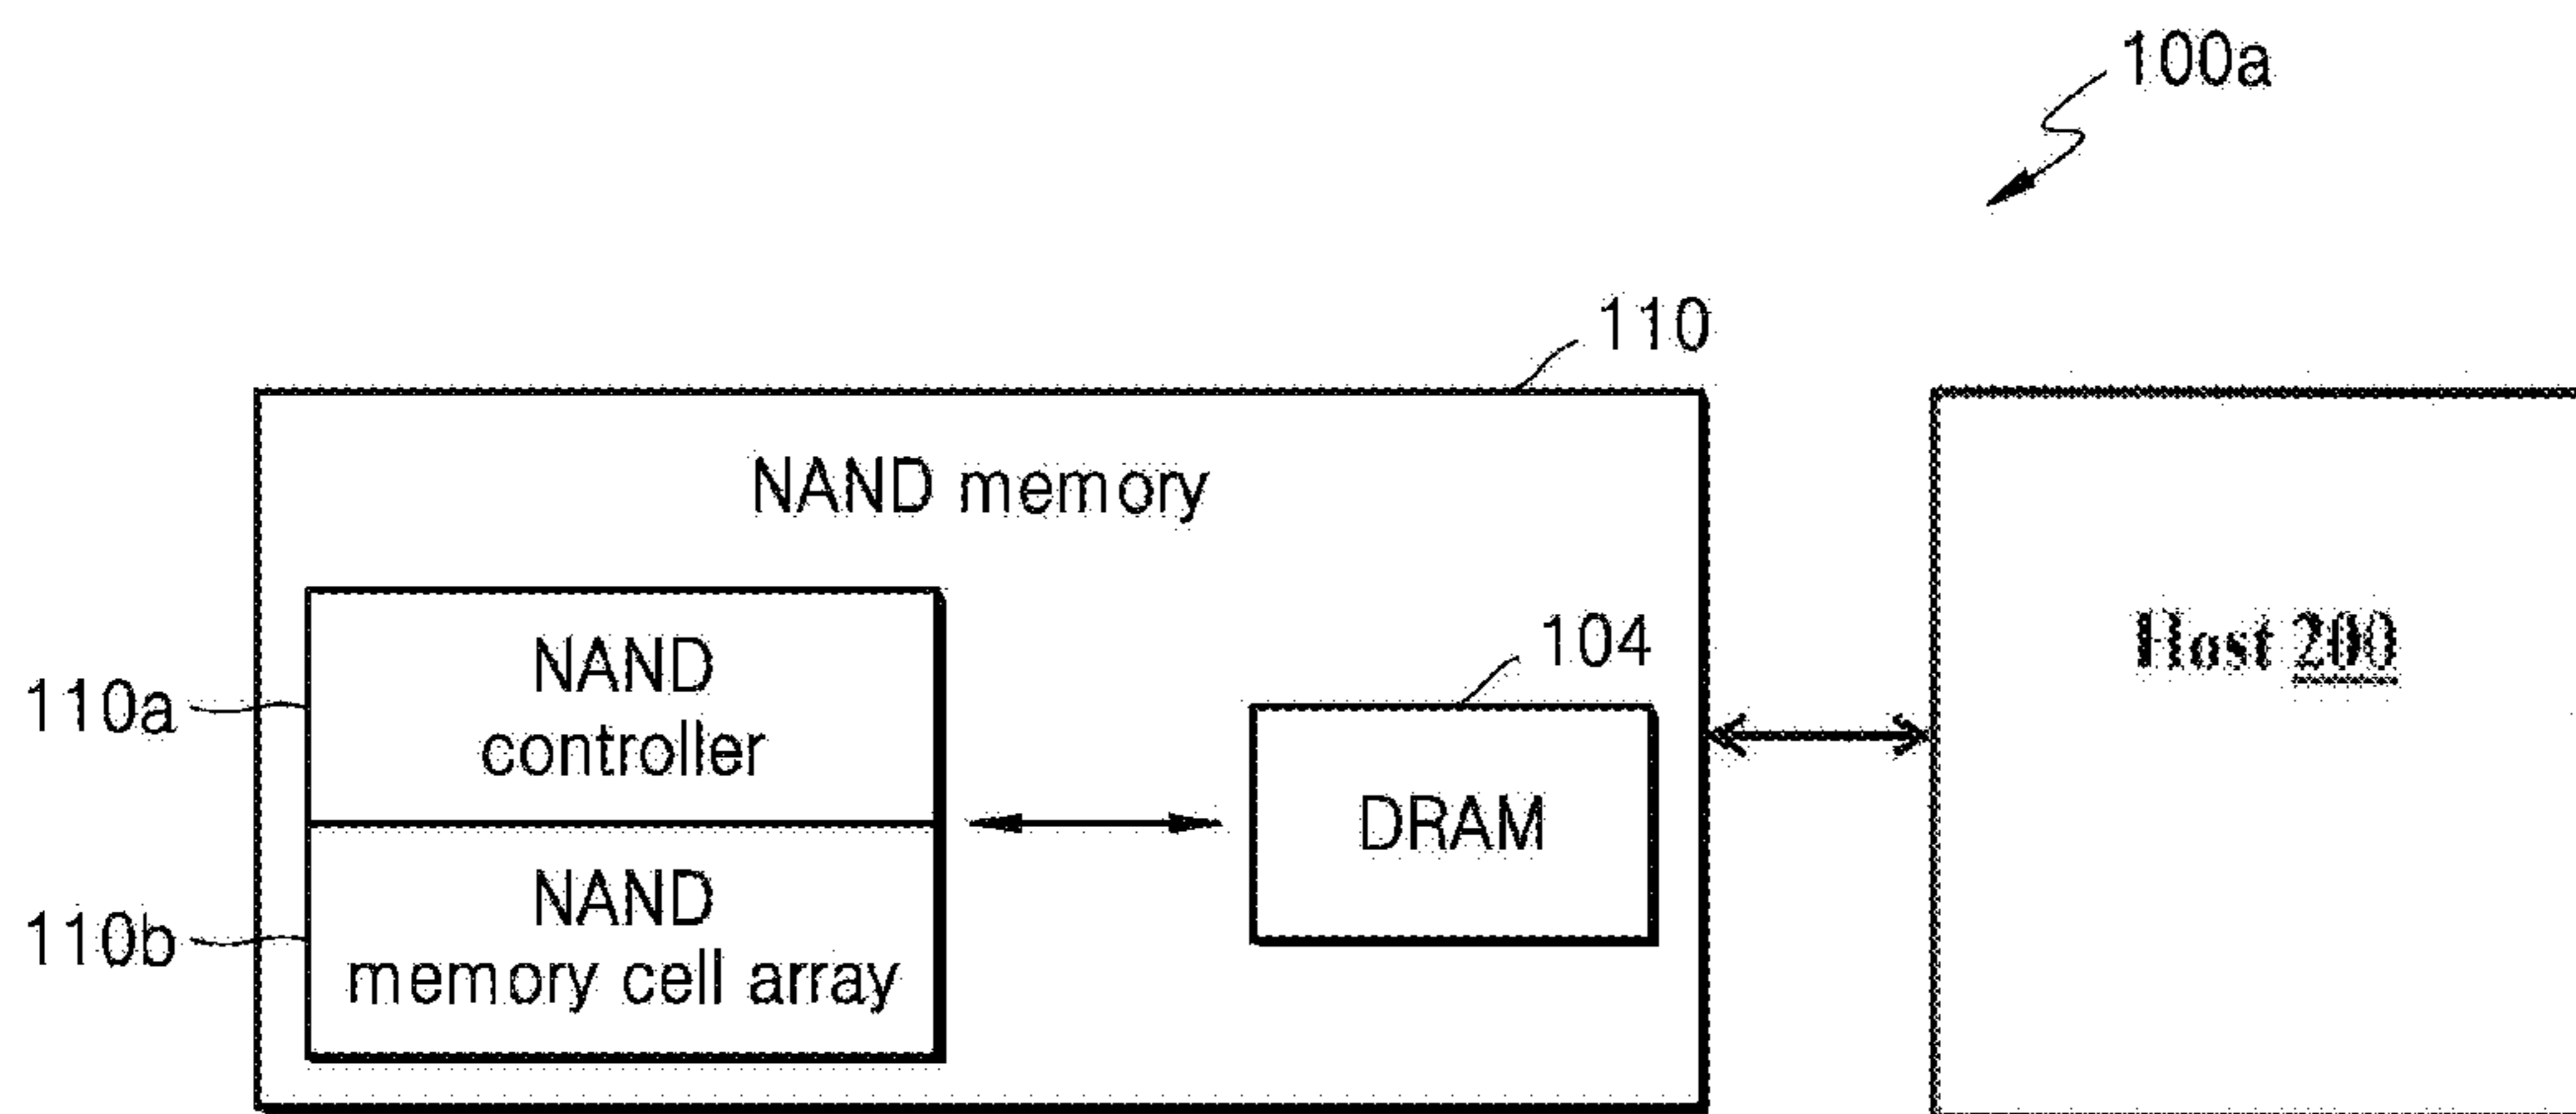 100a
110
NAND memory
NAND
controller
110a
104
Host 200
DRAM
NAND
memory cell array
110b